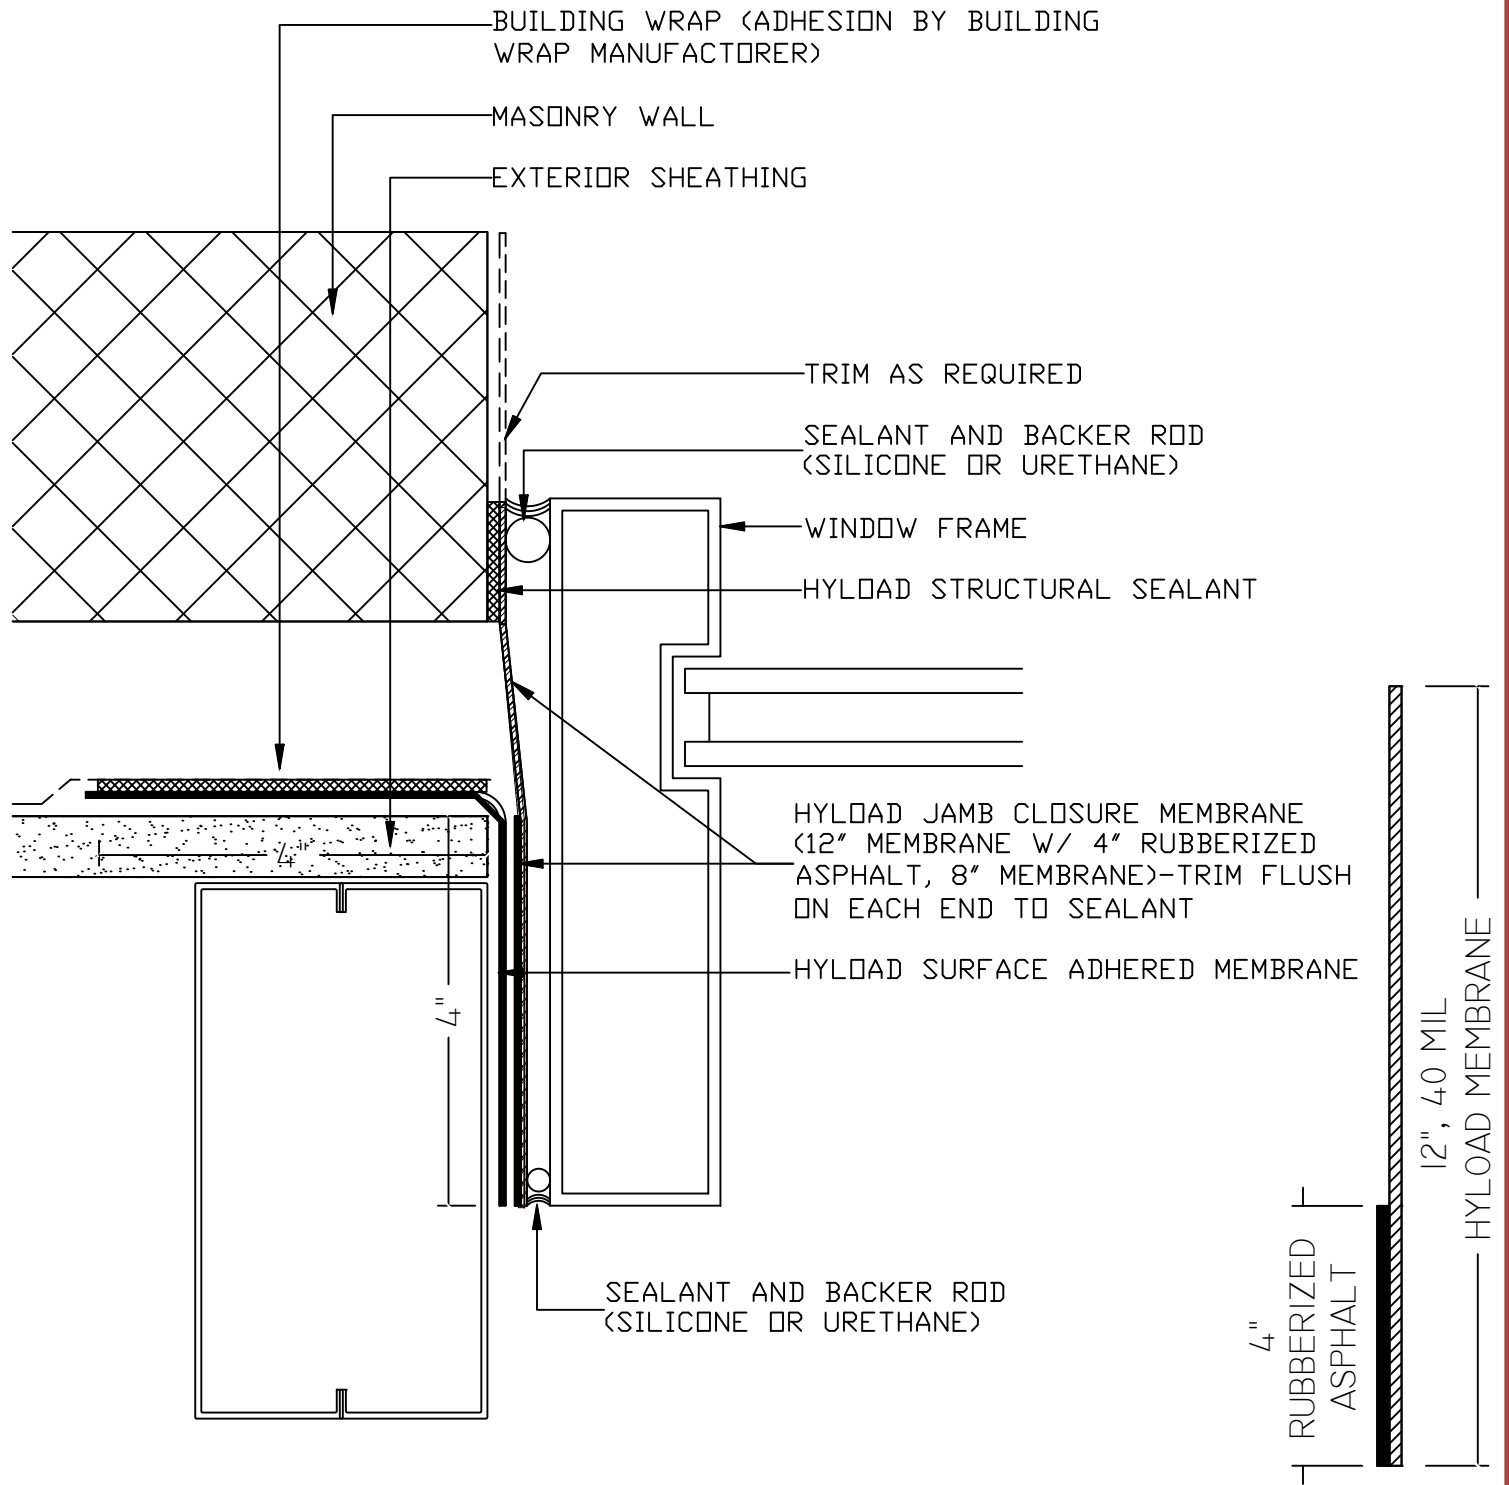 BUILDING WRAP (ADHESION BY BUILDING
WRAP MANUFACTORER)
MASONRY WALL
EXTERIOR SHEATHING
TRIM AS REQUIRED
SEALANT AND BACKER ROD
(SILICONE OR URETHANE)
WINDOW FRAME
HYLOAD STRUCTURAL SEALANT
HYLOAD JAMB CLOSURE MEMBRANE
(12" MEMBRANE W/ 4" RUBBERIZED
ASPHALT, 8" MEMBRANE)-TRIM FLUSH
ON EACH END TO SEALANT
HYLOAD SURFACE ADHERED MEMBRANE
4"
4"
SEALANT AND BACKER ROD
(SILICONE OR URETHANE)
12", 40 MIL
HYLOAD MEMBRANE
4"
RUBBERIZED
ASPHALT